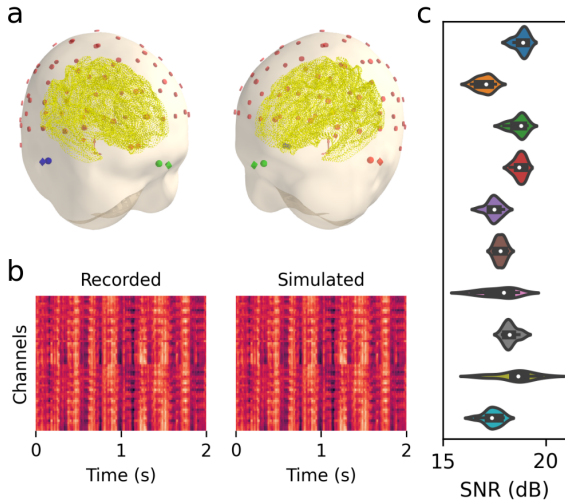 a
c
b
Recorded
Simulated
Channels
0
1
2
0
1
2
Time (s)
Time (s)
15
20
SNR (dB)